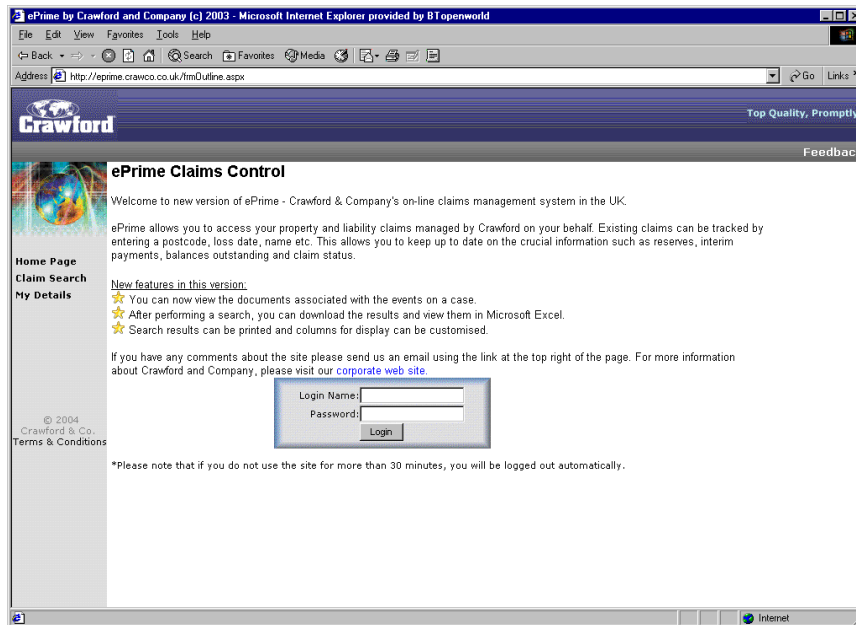 ePrime by Crawford and Company (c) 2003 - Microsoft Internet Explorer provided by BTopenworld
File Edit View Favorites Tools Help
Back Search Favorites Media
Address http://eprime.crawco.co.uk/frmOutline.aspx Go Links
Crawford
Top Quality, Promptly
Feedbac
ePrime Claims Control
Welcome to new version of ePrime - Crawford & Company's on-line claims management system in the UK.
ePrime allows you to access your property and liability claims managed by Crawford on your behalf. Existing claims can be tracked by
entering a postcode, loss date, name etc. This allows you to keep up to date on the crucial information such as reserves, interim
payments, balances outstanding and claim status.
Home Page
Claim Search
My Details
New features in this version:
You can now view the documents associated with the events on a case.
After performing a search, you can download the results and view them in Microsoft Excel.
Search results can be printed and columns for display can be customised.
If you have any comments about the site please send us an email using the link at the top right of the page. For more information
about Crawford and Company, please visit our corporate web site.
Login Name:
Password:
Login
© 2004
Crawford & Co.
Terms & Conditions
*Please note that if you do not use the site for more than 30 minutes, you will be logged out automatically.
Internet